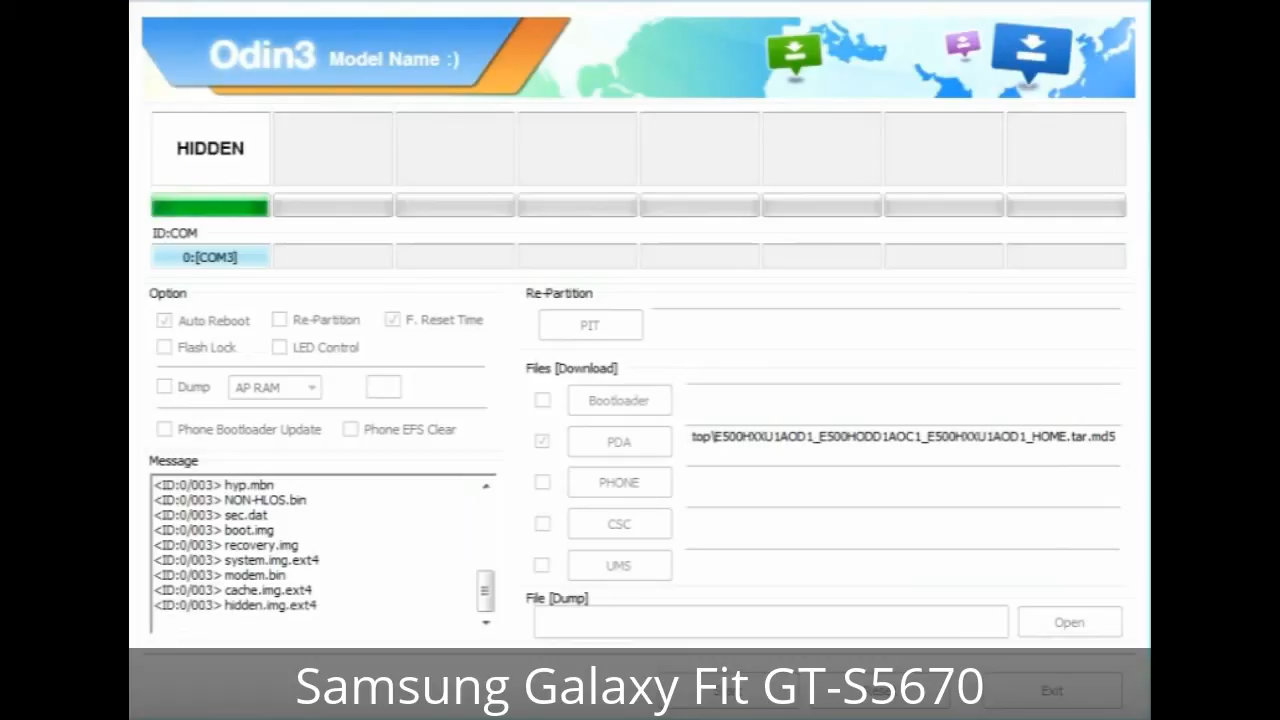 Odin3 Model Name :)
HIDDEN
ID:COM
0:[COM3]
Option
Auto Reboot Re-Partition F. Reset Time
Flash Lock LED Control
Dump AP RAM
Phone Bootloader Update Phone EFS Clear
Message
<ID:0/003> hyp.mbn
<ID:0/003> NON-HLOS.bin
<ID:0/003> sec.dat
<ID:0/003> boot.img
<ID:0/003> recovery.img
<ID:0/003> system.img.ext4
<ID:0/003> modem.bin
<ID:0/003> cache.img.ext4
<ID:0/003> hidden.img.ext4
Re-Partition
PIT
Files [Download]
Bootloader
PDA top\E500HXXU1AOD1_E500HODD1AOC1_E500HXXU1AOD1_HOME.tar.md5
PHONE
CSC
UMS
File [Dump]
Open
Exit
Samsung Galaxy Fit GT-S5670